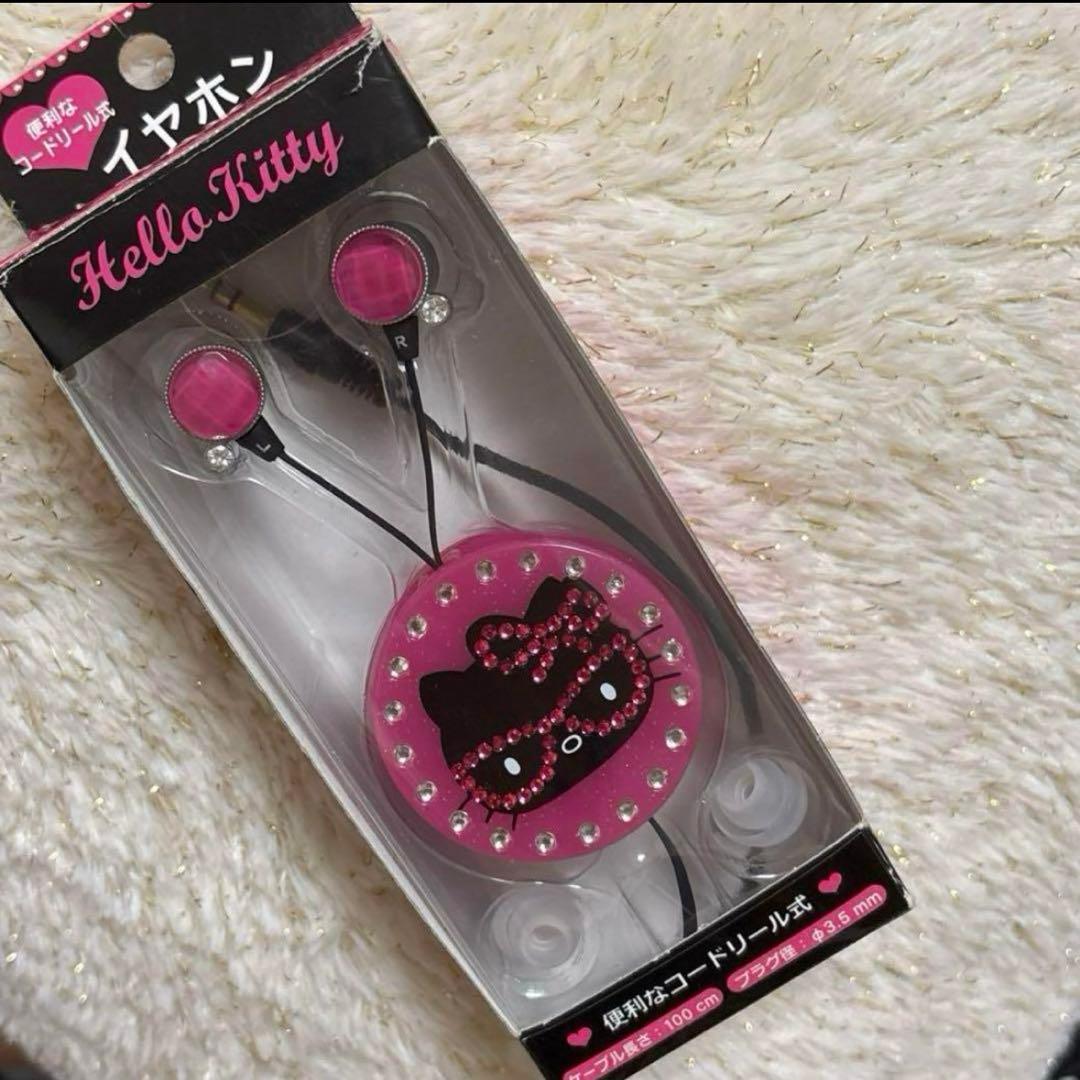 便利な
コードリール式
イヤホン
Hello Kitty
R
L
便利なコードリール式
ケーブル長さ：100 cm
プラグ径：φ3.5 mm